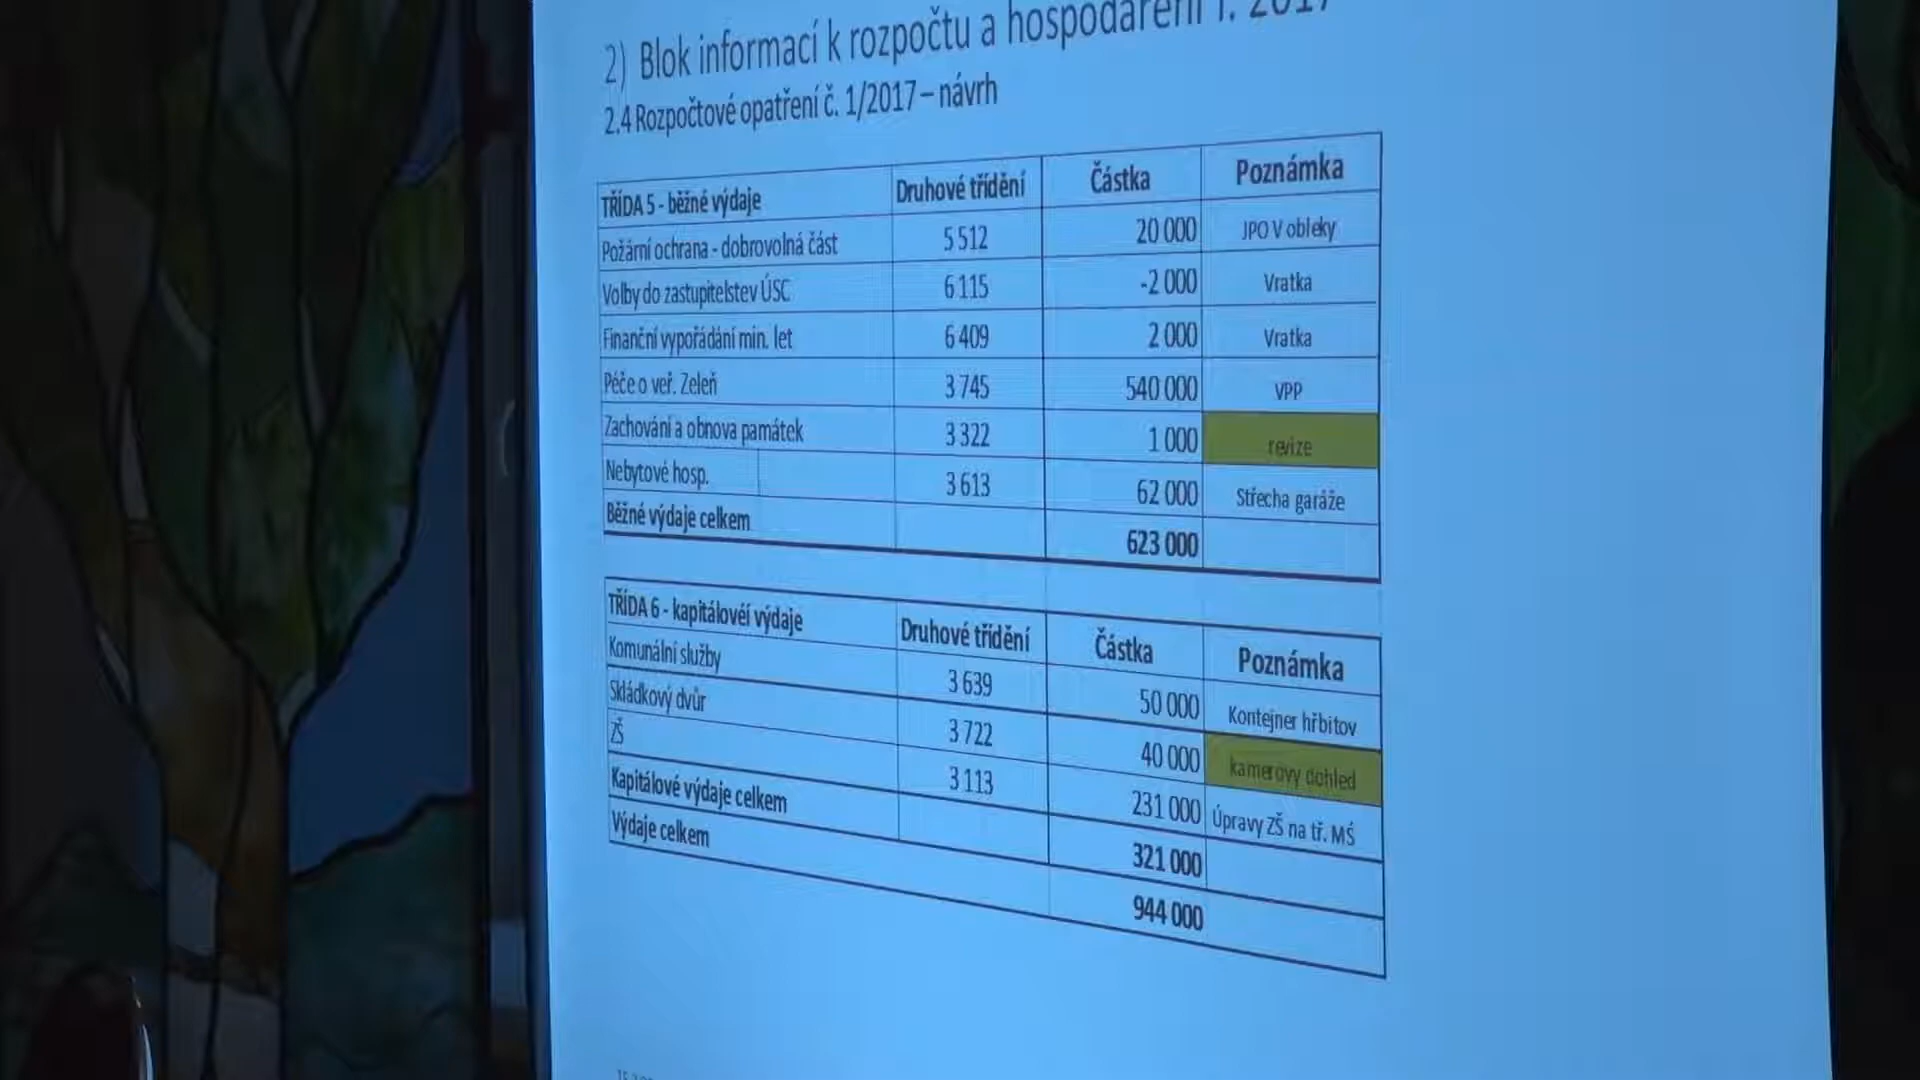 2) Blok informací k rozpočtu a hospodaření r. 2017
2.4 Rozpočtové opatření č. 1/2017 – návrh
TŘÍDA 5 - běžné výdaje Druhové třídění Částka Poznámka
Požární ochrana - dobrovolná část 5 512 20 000 JPO V obleky
Volby do zastupitelstev ÚSC 6 115 -2 000 Vratka
Finanční vypořádání min. let 6 409 2 000 Vratka
Péče o veř. Zeleň 3 745 540 000 VPP
Zachování a obnova památek 3 322 1 000 revize
Nebytové hosp. 3 613 62 000 Střecha garáže
Běžné výdaje celkem 623 000
TŘÍDA 6 - kapitálovéí výdaje Druhové třídění Částka Poznámka
Komunální služby 3 639 50 000 Kontejner hřbitov
Skládkový dvůr 3 722 40 000 kamerový dohled
ZŠ 3 113 231 000 Úpravy ZŠ na tř. MŠ
Kapitálové výdaje celkem 321 000
Výdaje celkem 944 000